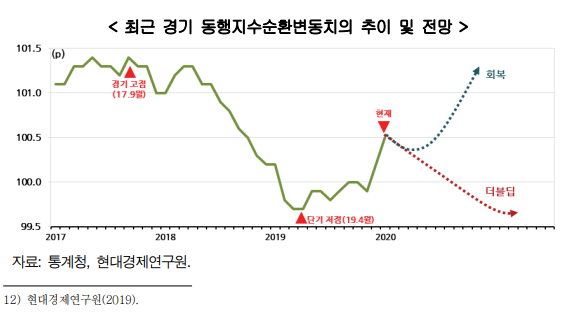 < 최근 경기 동행지수순환변동치의 추이 및 전망 >
101.5
(p)
회복
101.0
경기 고점
(17.9월)
현재
100.5
100.0
더블딥
단기 저점(19.4월)
99.5
2017 2018 2019 2020
자료: 통계청, 현대경제연구원.
12) 현대경제연구원(2019).